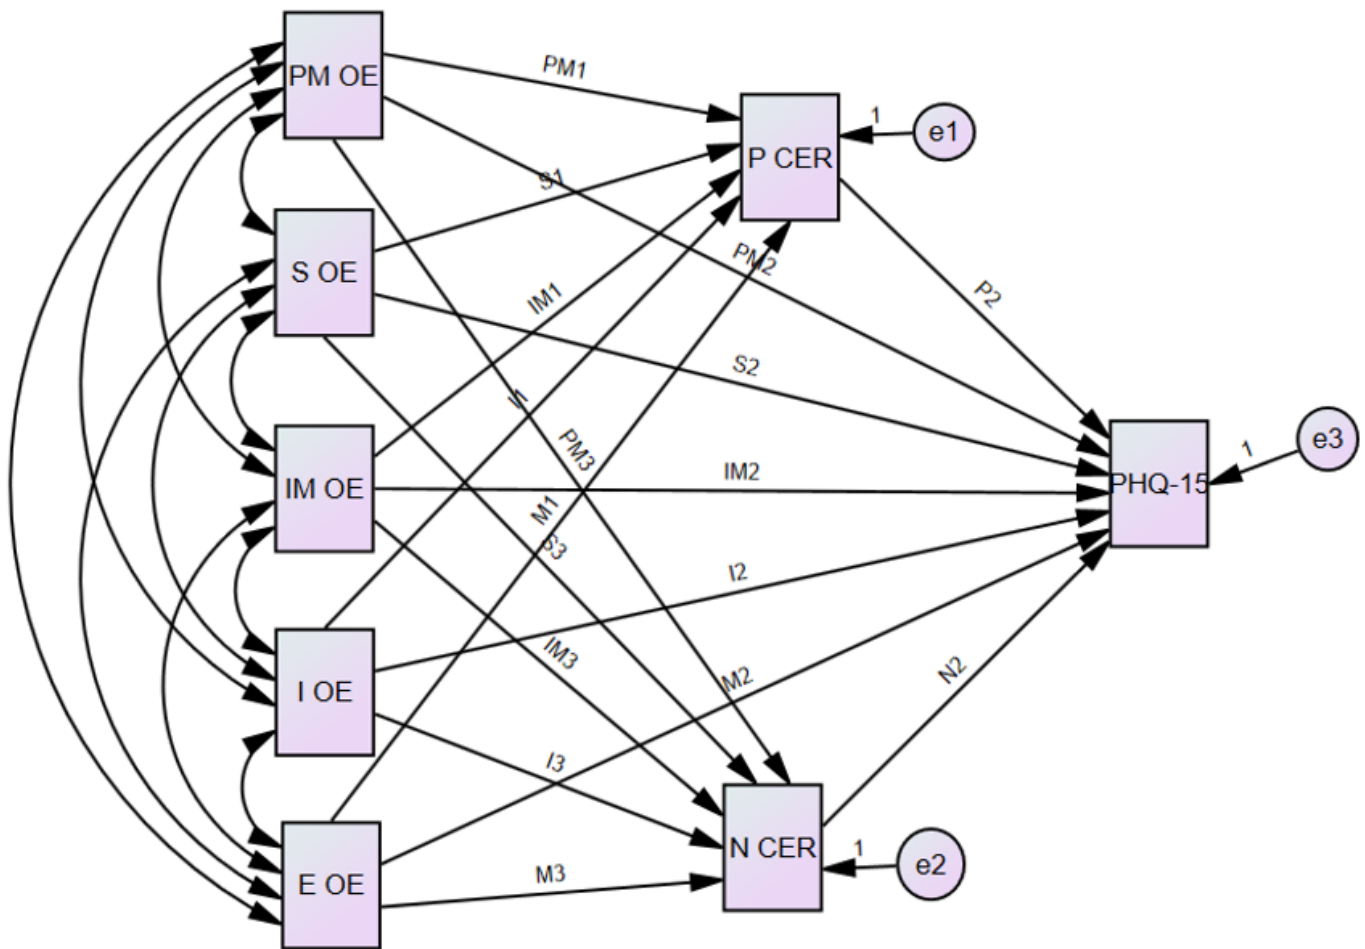 PM OE
PM1
P CER
1
e1
S1
S OE
PM2
IM1
P2
S2
I1
PM3
IM2
IM OE
PHQ-15
1
e3
M1
S3
I2
IM3
I OE
M2
N2
I3
N CER
1
e2
M3
E OE